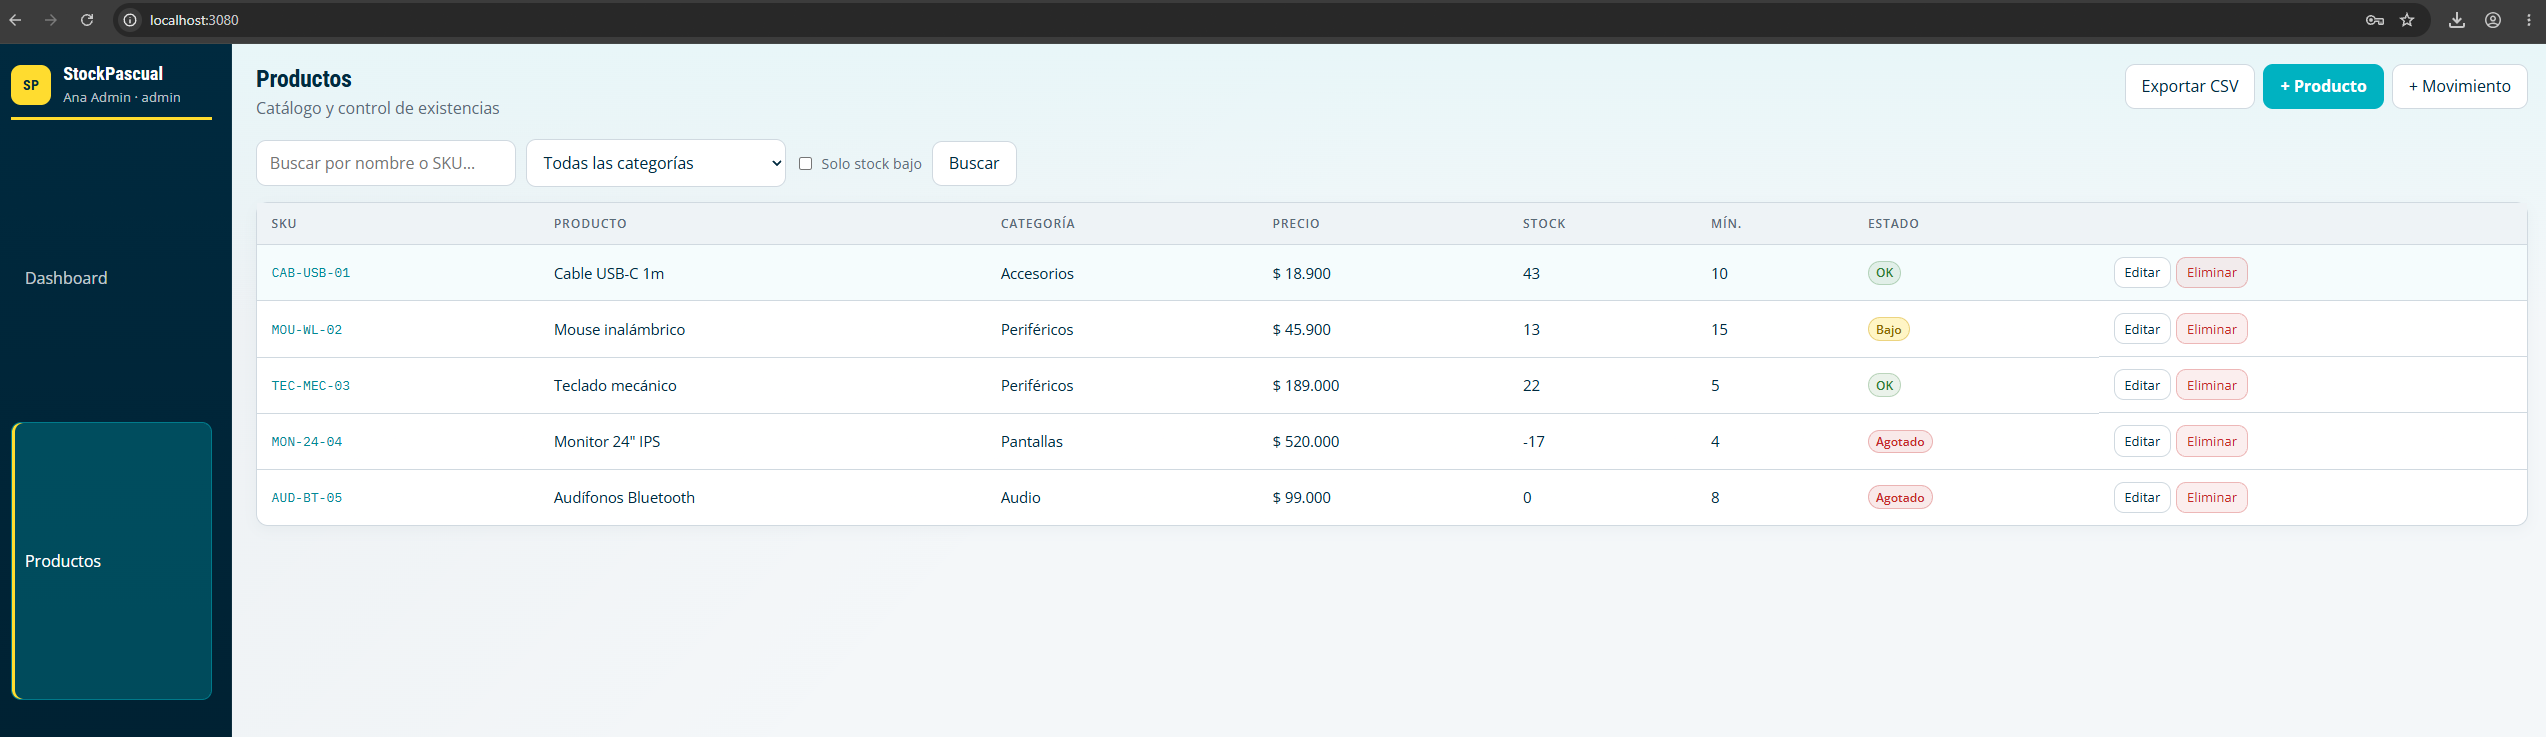 localhost:3080
SP
StockPascual
Ana Admin · admin
Dashboard
Productos
Productos
Catálogo y control de existencias
Exportar CSV
+ Producto
+ Movimiento
Buscar por nombre o SKU...
Todas las categorías
Solo stock bajo
Buscar
SKU PRODUCTO CATEGORÍA PRECIO STOCK MÍN. ESTADO
CAB-USB-01 Cable USB-C 1m Accesorios $ 18.900 43 10 OK Editar Eliminar
MOU-WL-02 Mouse inalámbrico Periféricos $ 45.900 13 15 Bajo Editar Eliminar
TEC-MEC-03 Teclado mecánico Periféricos $ 189.000 22 5 OK Editar Eliminar
MON-24-04 Monitor 24" IPS Pantallas $ 520.000 -17 4 Agotado Editar Eliminar
AUD-BT-05 Audífonos Bluetooth Audio $ 99.000 0 8 Agotado Editar Eliminar